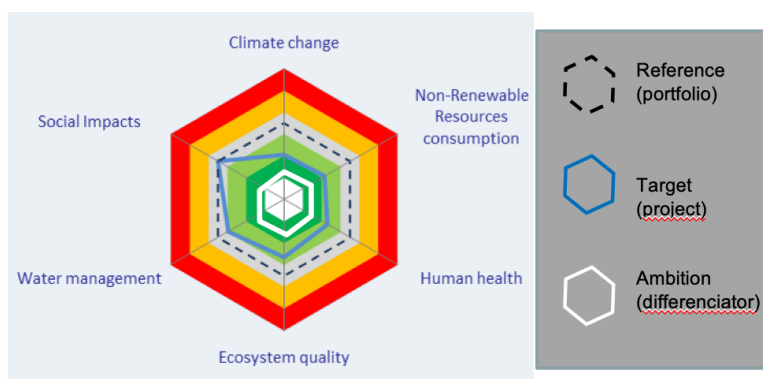 Climate change
Non-Renewable
Resources
consumption
Social Impacts
Water management
Human health
Ecosystem quality
Reference
(portfolio)
Target
(project)
Ambition
(differenciator)